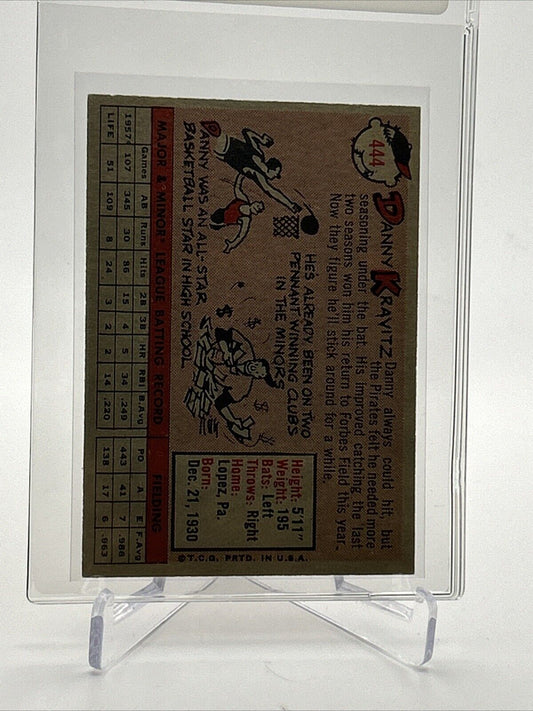 444
DANNY KRAVITZ
Danny always could hit, but
the Pirates felt he needed more
seasoning under the bat. His improved catching the last
two seasons won him his return to Forbes Field this year.
Now they figure he'll stick around for a while.
HE'S ALREADY BEEN ON TWO
PENNANT WINNING CLUBS
IN THE MINORS
DANNY WAS AN ALL-STAR
BASKETBALL STAR IN HIGH SCHOOL
$ $ $ $
Height: 5'11"
Weight: 195
Bats: Left
Throws: Right
Home:
Lopez, Pa.
Born:
Dec. 21, 1930
© T.C.G. PRTD. IN U.S.A.
MAJOR & MINOR* LEAGUE BATTING RECORD FIELDING
Games AB Runs Hits 2B 3B HR RBI B.Avg PO A E F.Avg
1957* 107 345 30 86 15 1 4 34 .249 443 41 7 .986
LIFE 51 109 8 24 3 2 2 14 .220 138 17 6 .963